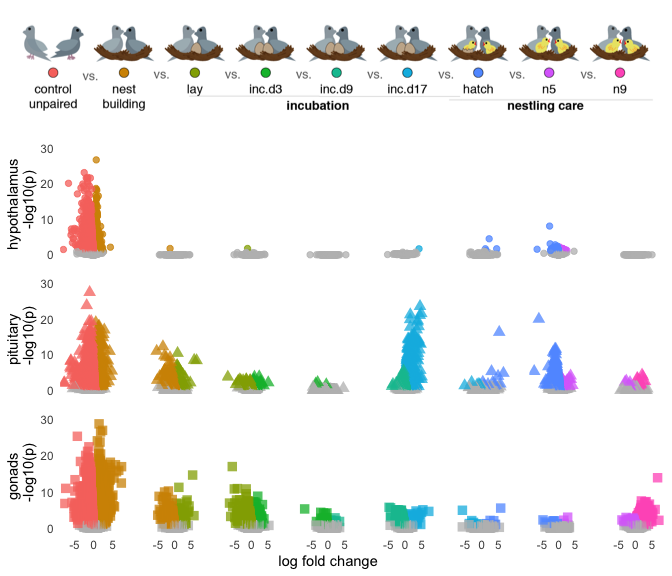 vs. vs. vs. vs. vs. vs. vs. vs.
control unpaired
nest building
lay
inc.d3
inc.d9
inc.d17
hatch
n5
n9
incubation
nestling care
hypothalamus
-log10(p)
30
20
10
0
pituitary
-log10(p)
30
20
10
0
gonads
-log10(p)
30
20
10
0
-5 0 5 -5 0 5 -5 0 5 -5 0 5 -5 0 5 -5 0 5 -5 0 5 -5 0 5
log fold change